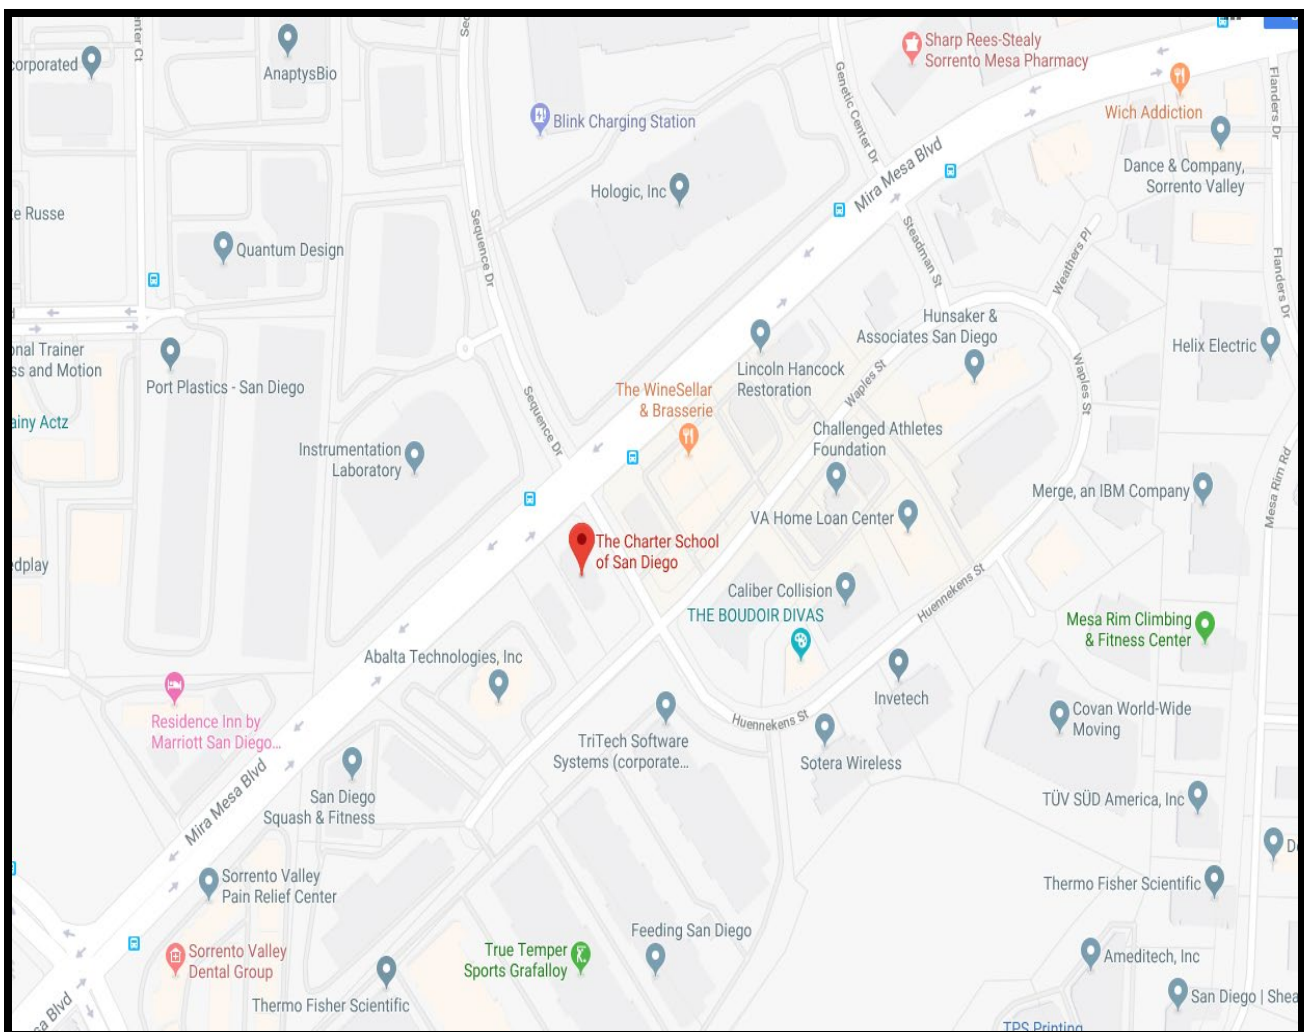 enter Ct
Sec
corporated
AnaptysBio
Sharp Rees-Stealy
Sorrento Mesa Pharmacy
Genetic Center Dr
Wich Addiction
Flanders Dr
Blink Charging Station
Dance & Company,
Sorrento Valley
Mira Mesa Blvd
Hologic, Inc
te Russe
Quantum Design
Sequence Dr
Steadman St
Weathers Pl
Flanders Dr
Hunsaker &
Associates San Diego
Helix Electric
onal Trainer
ss and Motion
Port Plastics - San Diego
Lincoln Hancock
Restoration
Waples St
Waples St
The WineSellar
& Brasserie
ainy Actz
Sequence Dr
Challenged Athletes
Foundation
Instrumentation
Laboratory
Mesa Rim Rd
Merge, an IBM Company
VA Home Loan Center
The Charter School
of San Diego
edplay
Caliber Collision
Huennekens St
THE BOUDOIR DIVAS
Mesa Rim Climbing
& Fitness Center
Abalta Technologies, Inc
Invetech
Residence Inn by
Marriott San Diego...
Huennekens St
Covan World-Wide
Moving
TriTech Software
Systems (corporate...
Sotera Wireless
Mira Mesa Blvd
San Diego
Squash & Fitness
TÜV SÜD America, Inc
D
Sorrento Valley
Pain Relief Center
Thermo Fisher Scientific
Feeding San Diego
Sorrento Valley
Dental Group
True Temper
Sports Grafalloy
Ameditech, Inc
Thermo Fisher Scientific
San Diego | Shea
sa Blvd
TPS Printing